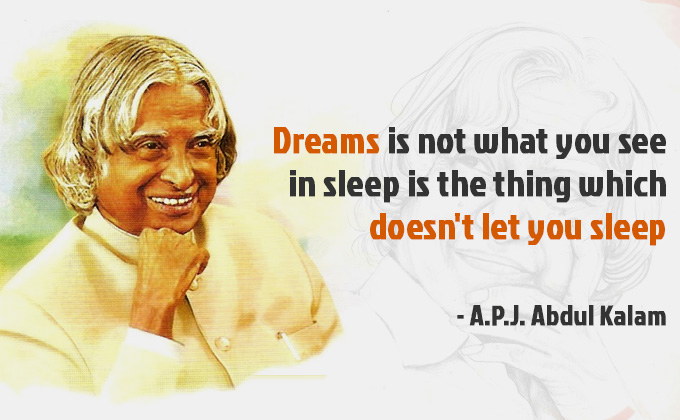 Dreams is not what you see
in sleep is the thing which
doesn't let you sleep
- A.P.J. Abdul Kalam